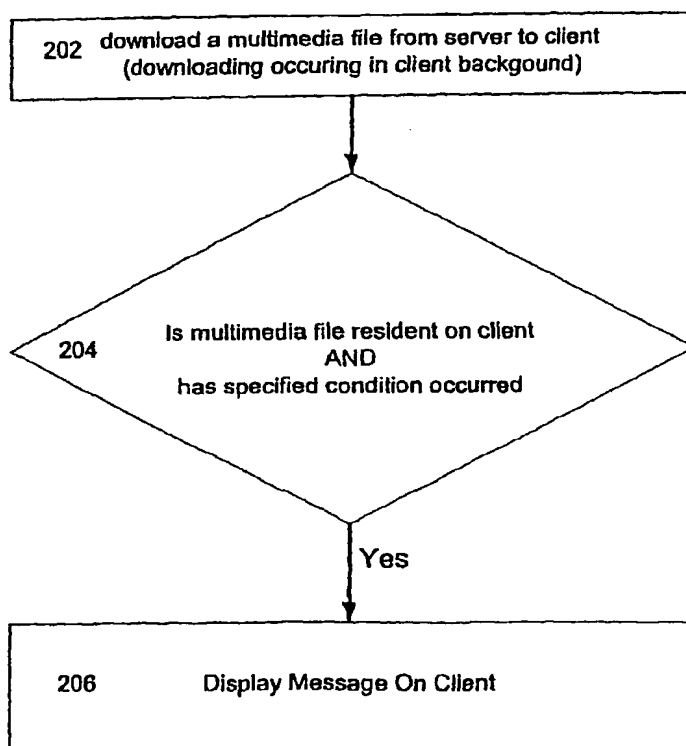 202 download a multimedia file from server to client
(downloading occuring in client backgound)
204 Is multimedia file resident on client
AND
has specified condition occurred
Yes
206 Display Message On Client